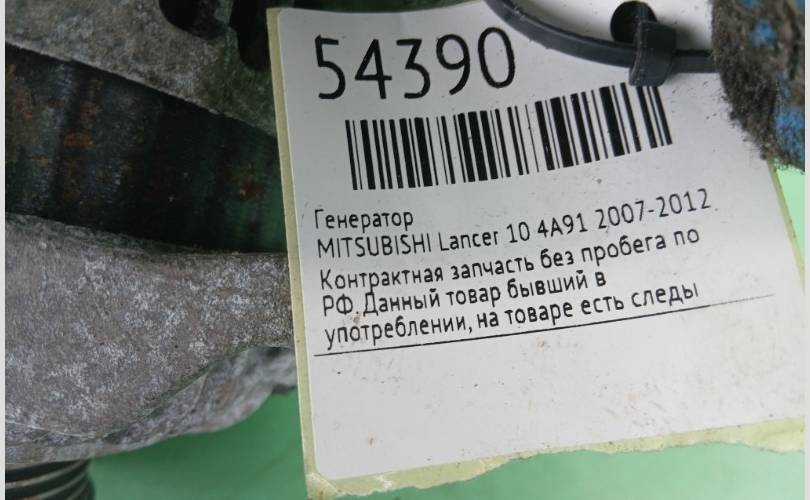 54390
Генератор
MITSUBISHI Lancer 10 4A91 2007-2012
Контрактная запчасть без пробега по
РФ. Данный товар бывший в
употреблении, на товаре есть следы